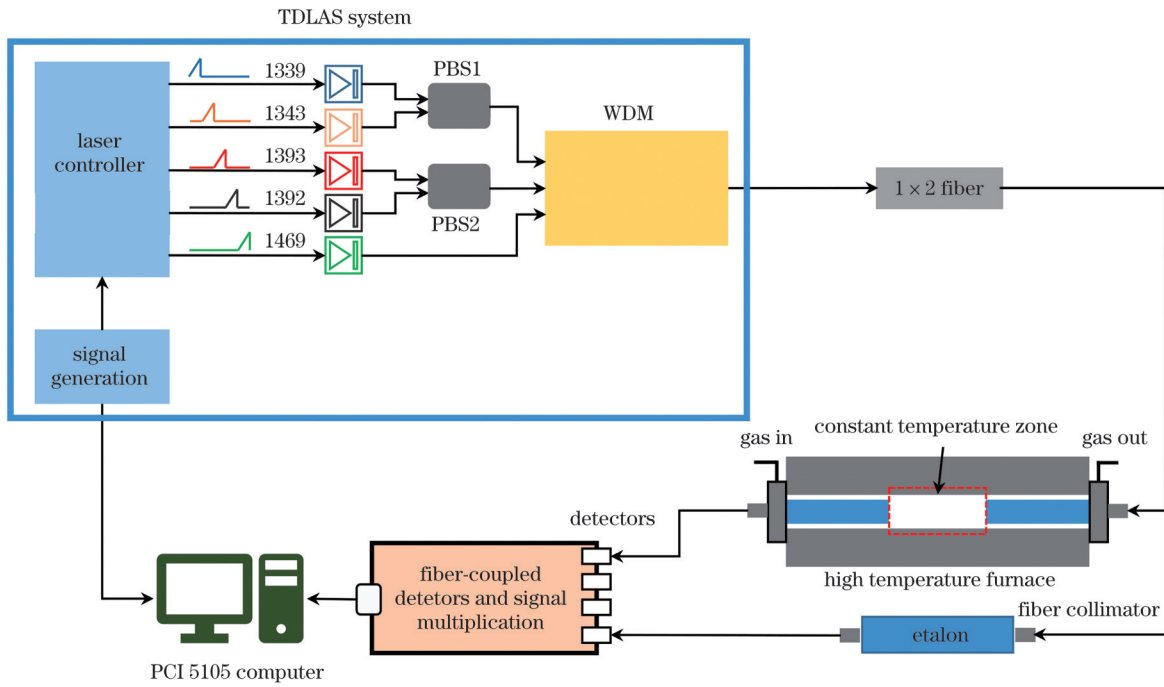 TDLAS system
laser
controller
1339
1343
1393
1392
1469
PBS1
PBS2
WDM
1 × 2 fiber
signal
generation
constant temperature zone
gas in
gas out
detectors
high temperature furnace
fiber-coupled
detetors and signal
multiplication
fiber collimator
etalon
PCI 5105 computer